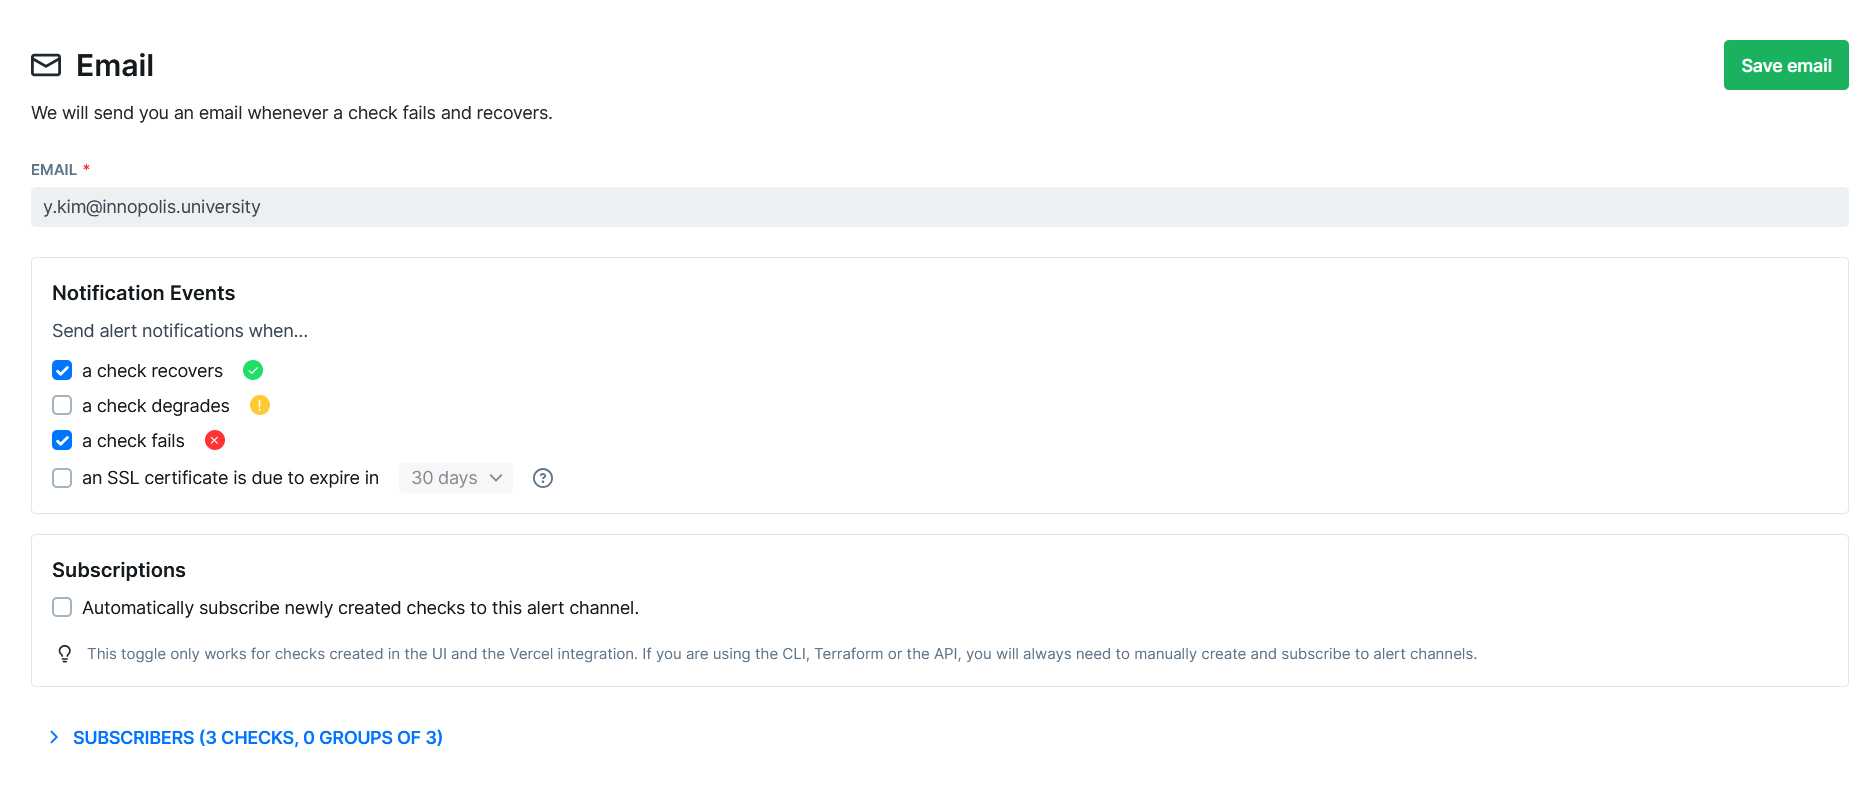 Email
Save email
We will send you an email whenever a check fails and recovers.
EMAIL *
y.kim@innopolis.university
Notification Events
Send alert notifications when...
a check recovers
a check degrades
a check fails
an SSL certificate is due to expire in 30 days
Subscriptions
Automatically subscribe newly created checks to this alert channel.
This toggle only works for checks created in the UI and the Vercel integration. If you are using the CLI, Terraform or the API, you will always need to manually create and subscribe to alert channels.
SUBSCRIBERS (3 CHECKS, 0 GROUPS OF 3)